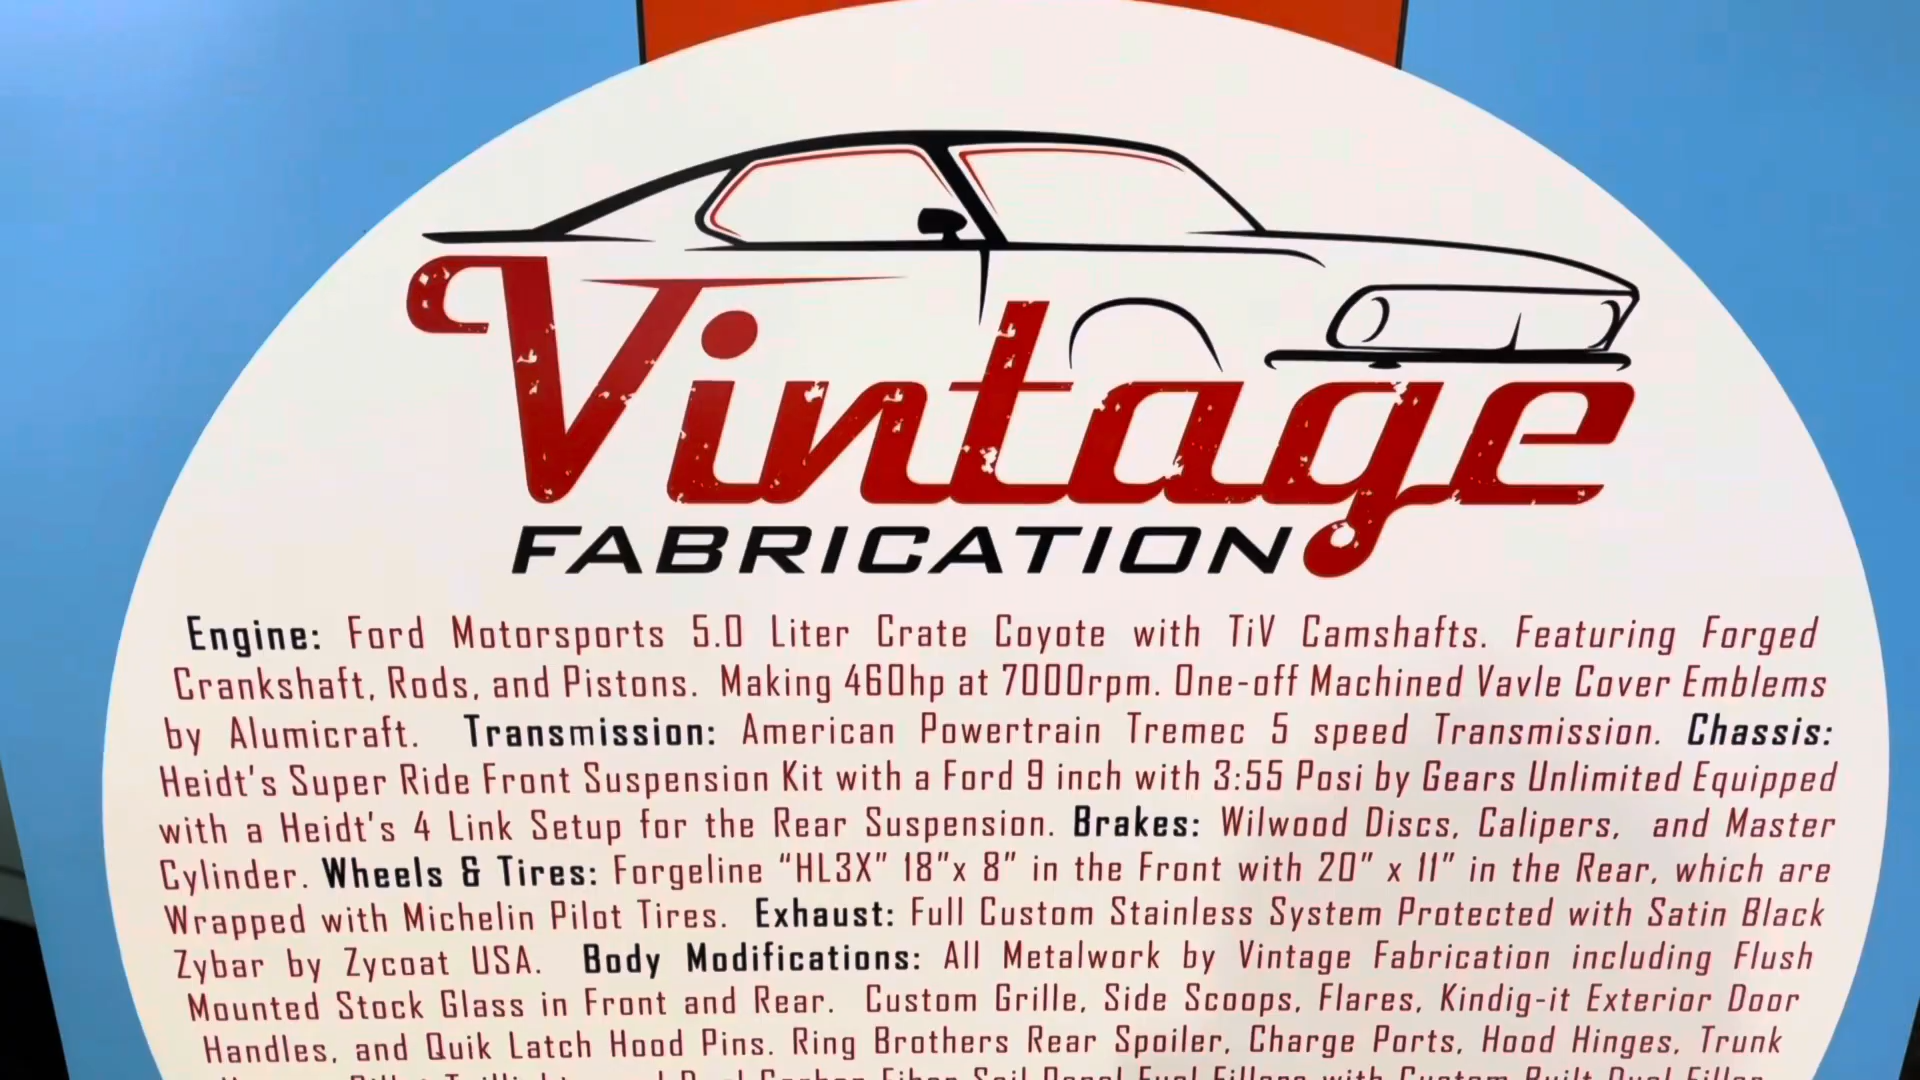 Vintage
FABRICATION
Engine: Ford Motorsports 5.0 Liter Crate Coyote with TiV Camshafts. Featuring Forged
Crankshaft, Rods, and Pistons. Making 460hp at 7000rpm. One-off Machined Vavle Cover Emblems
by Alumicraft. Transmission: American Powertrain Tremec 5 speed Transmission. Chassis:
Heidt's Super Ride Front Suspension Kit with a Ford 9 inch with 3:55 Posi by Gears Unlimited Equipped
with a Heidt's 4 Link Setup for the Rear Suspension. Brakes: Wilwood Discs, Calipers, and Master
Cylinder. Wheels & Tires: Forgeline "HL3X" 18"x 8" in the Front with 20" x 11" in the Rear, which are
Wrapped with Michelin Pilot Tires. Exhaust: Full Custom Stainless System Protected with Satin Black
Zybar by Zycoat USA. Body Modifications: All Metalwork by Vintage Fabrication including Flush
Mounted Stock Glass in Front and Rear. Custom Grille, Side Scoops, Flares, Kindig-it Exterior Door
Handles, and Quik Latch Hood Pins. Ring Brothers Rear Spoiler, Charge Ports, Hood Hinges, Trunk